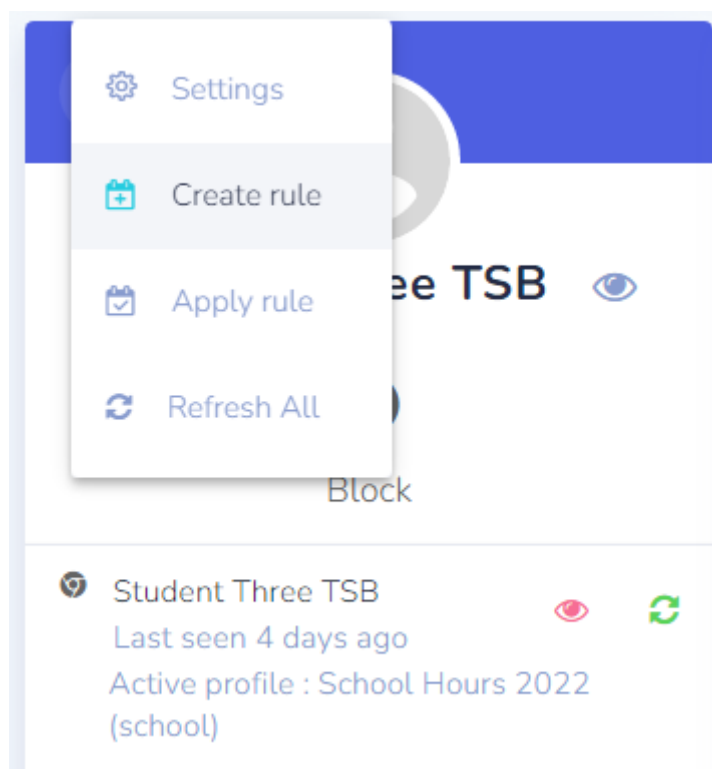 Settings
Create rule
Apply rule
Refresh All
ee TSB
Block
Student Three TSB
Last seen 4 days ago
Active profile : School Hours 2022
(school)